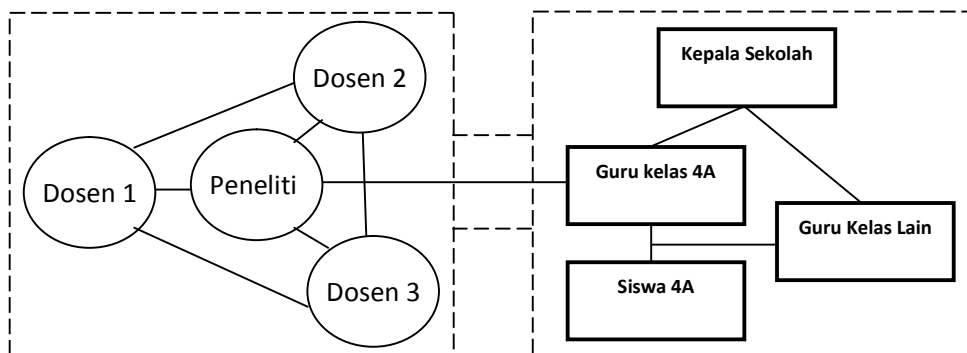 Dosen 2
Dosen 1
Peneliti
Dosen 3
Kepala Sekolah
Guru kelas 4A
Guru Kelas Lain
Siswa 4A